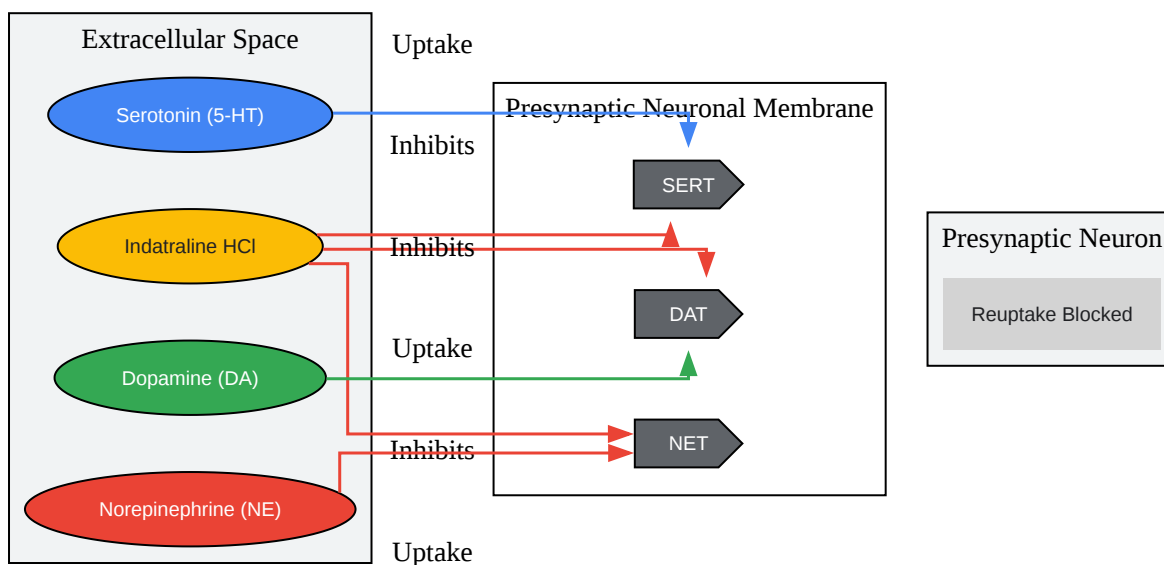 Extracellular Space
Serotonin (5-HT)
Indatraline HCl
Dopamine (DA)
Norepinephrine (NE)
Uptake
Inhibits
Inhibits
Uptake
Inhibits
Uptake
Presynaptic Neuronal Membrane
SERT
DAT
NET
Presynaptic Neuron
Reuptake Blocked